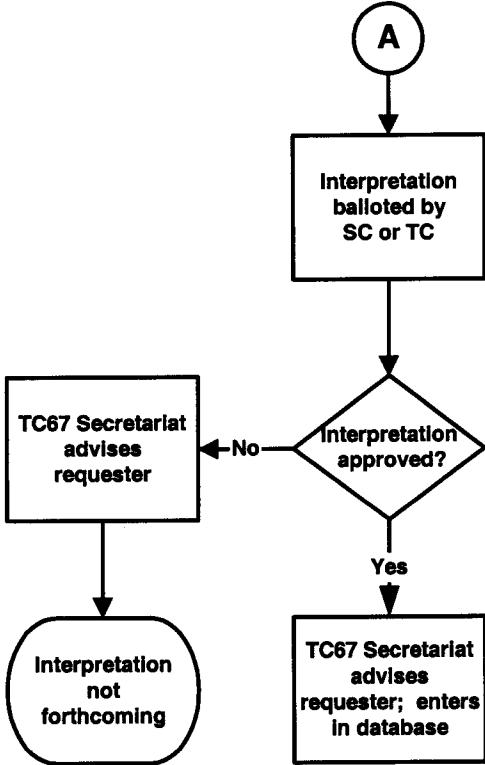 A
Interpretation
balloted by
SC or TC
Interpretation
approved?
No
TC67 Secretariat
advises
requester
Interpretation
not
forthcoming
Yes
TC67 Secretariat
advises
requester; enters
in database